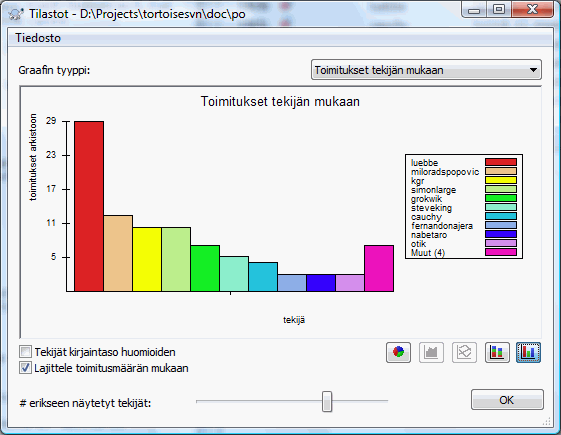 Tilastot - D:\Projects\tortoisesvn\doc\po
Tiedosto
Graafin tyyppi:
Toimitukset tekijän mukaan
Toimitukset tekijän mukaan
toimitukset arkistoon
29
23
17
11
5
tekijä
luebbe
miloradspopovic
kgr
simonlarge
grokwik
steveking
cauchy
fernandonajera
nabetaro
otik
Muut (4)
Tekijät kirjaintaso huomioiden
Lajittele toimitusmäärän mukaan
# erikseen näytetyt tekijät:
OK